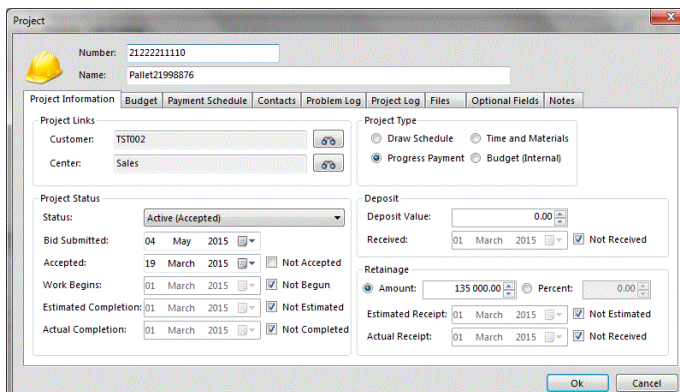 Project
Number: 21222211110
Name: Pallet21998876
Project Information Budget Payment Schedule Contacts Problem Log Project Log Files Optional Fields Notes
Project Links
Customer: TST002
Center: Sales
Project Type
Draw Schedule Time and Materials
Progress Payment Budget (Internal)
Project Status
Status: Active (Accepted)
Bid Submitted: 04 May 2015
Accepted: 19 March 2015 Not Accepted
Work Begins: 01 March 2015 Not Begun
Estimated Completion: 01 March 2015 Not Estimated
Actual Completion: 01 March 2015 Not Completed
Deposit
Deposit Value: 0.00
Received: 01 March 2015 Not Received
Retainage
Amount: 135 000.00 Percent: 0.00
Estimated Receipt: 01 March 2015 Not Estimated
Actual Receipt: 01 March 2015 Not Received
Ok Cancel